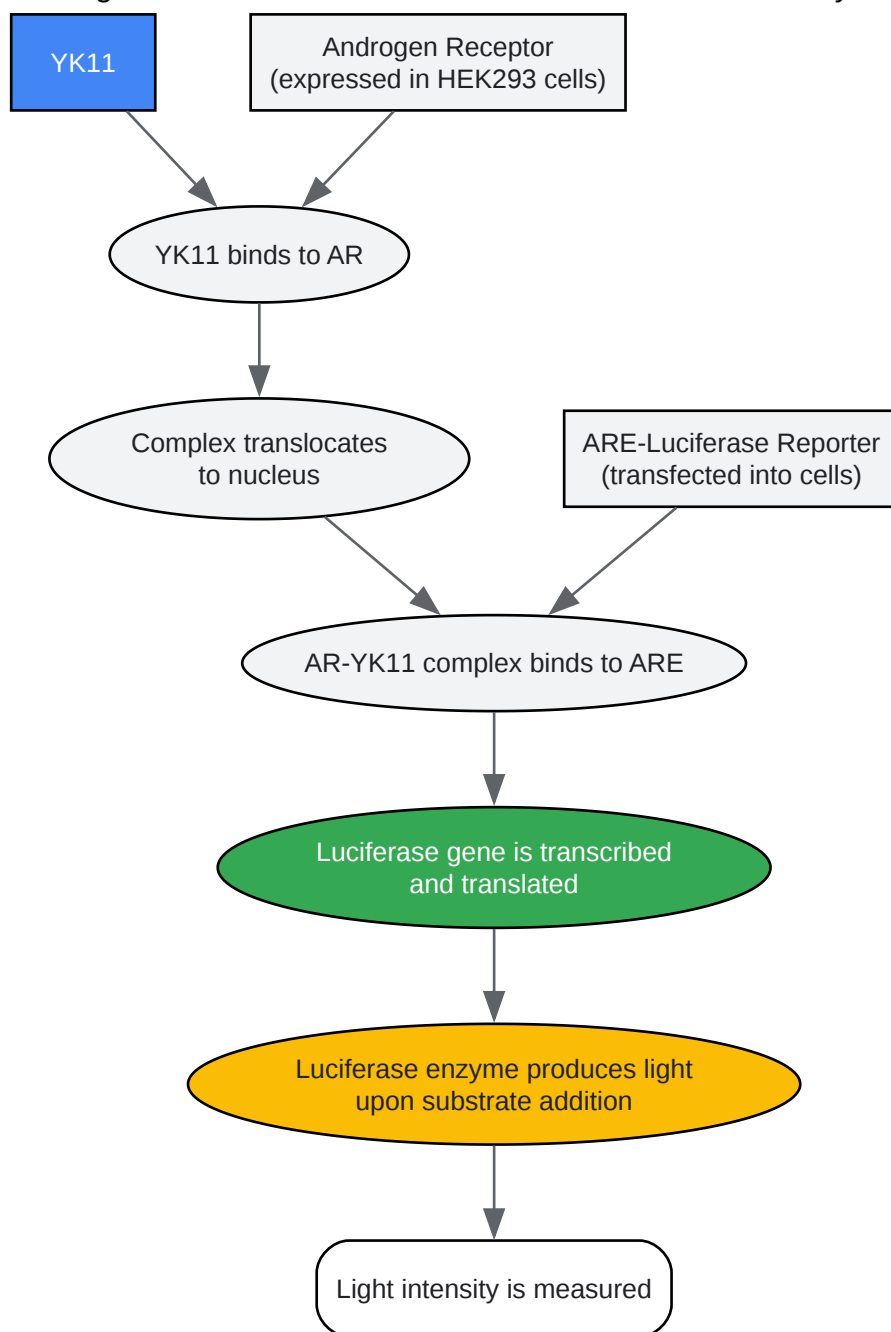 YK11
Androgen Receptor
(expressed in HEK293 cells)
YK11 binds to AR
Complex translocates
to nucleus
ARE-Luciferase Reporter
(transfected into cells)
AR-YK11 complex binds to ARE
Luciferase gene is transcribed
and translated
Luciferase enzyme produces light
upon substrate addition
Light intensity is measured